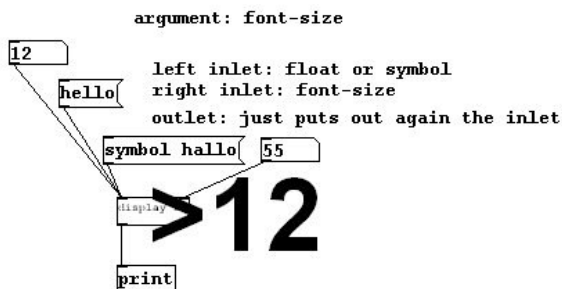 argument: font-size
12
left inlet: float or symbol
hello
right inlet: font-size
outlet: just puts out again the inlet
symbol hallo
55
display
>12
print